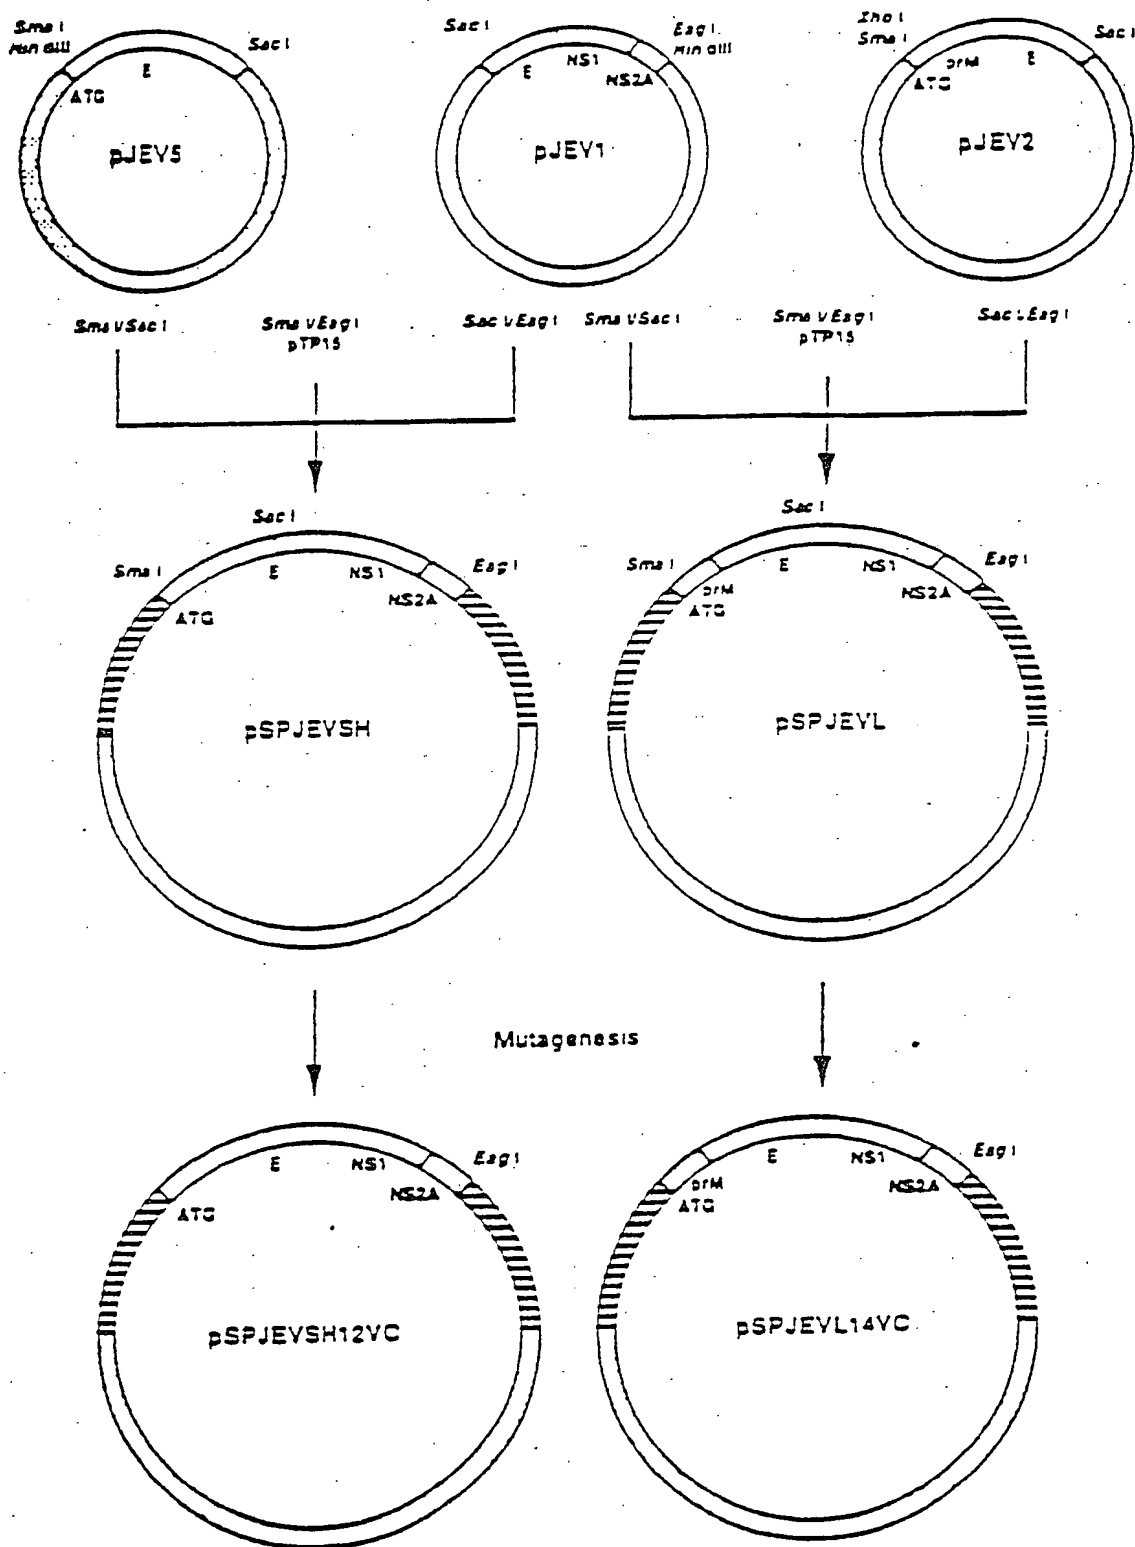 Sma I
Hin dIII
Sac I
E
ATG
pJEV5
Sac I
Eag I
Hin dIII
E
NS1
NS2A
pJEV1
Xho I
Sma I
Sac I
prM
E
ATG
pJEV2
Sma I/Sac I
Sma I/Eag I
pTP15
Sac I/Eag I
Sma I/Sac I
Sma I/Eag I
pTP15
Sac I/Eag I
Sac I
Sma I
E
NS1
Eag I
NS2A
ATG
pSPJEVSH
Sac I
Sma I
prM
E
NS1
Eag I
NS2A
ATG
pSPJEVL
Mutagenesis
E
NS1
Eag I
NS2A
ATG
pSPJEVSH12VC
prM
E
NS1
Eag I
NS2A
ATG
pSPJEVL14VC